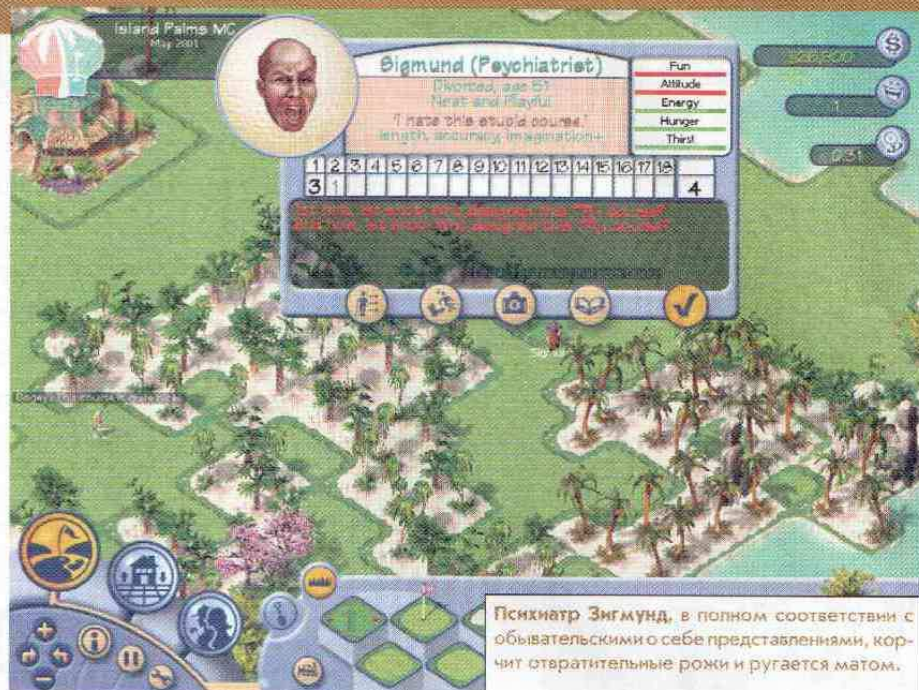 Island Palms MC
May 2001
Sigmund (Psychiatrist)
Divorced, age 51
Neat and Playful
"I hate this stupid course."
length, accuracy, imagination+
Fun
Attitude
Energy
Hunger
Thirst
1 2 3 4 5 6 7 8 9 10 11 12 13 14 15 16 17 18
3 1 4
1
0:31
Психиатр Зигмунд, в полном соответствии с
обывательскими о себе представлениями, кор-
чит отвратительные рожи и ругается матом.